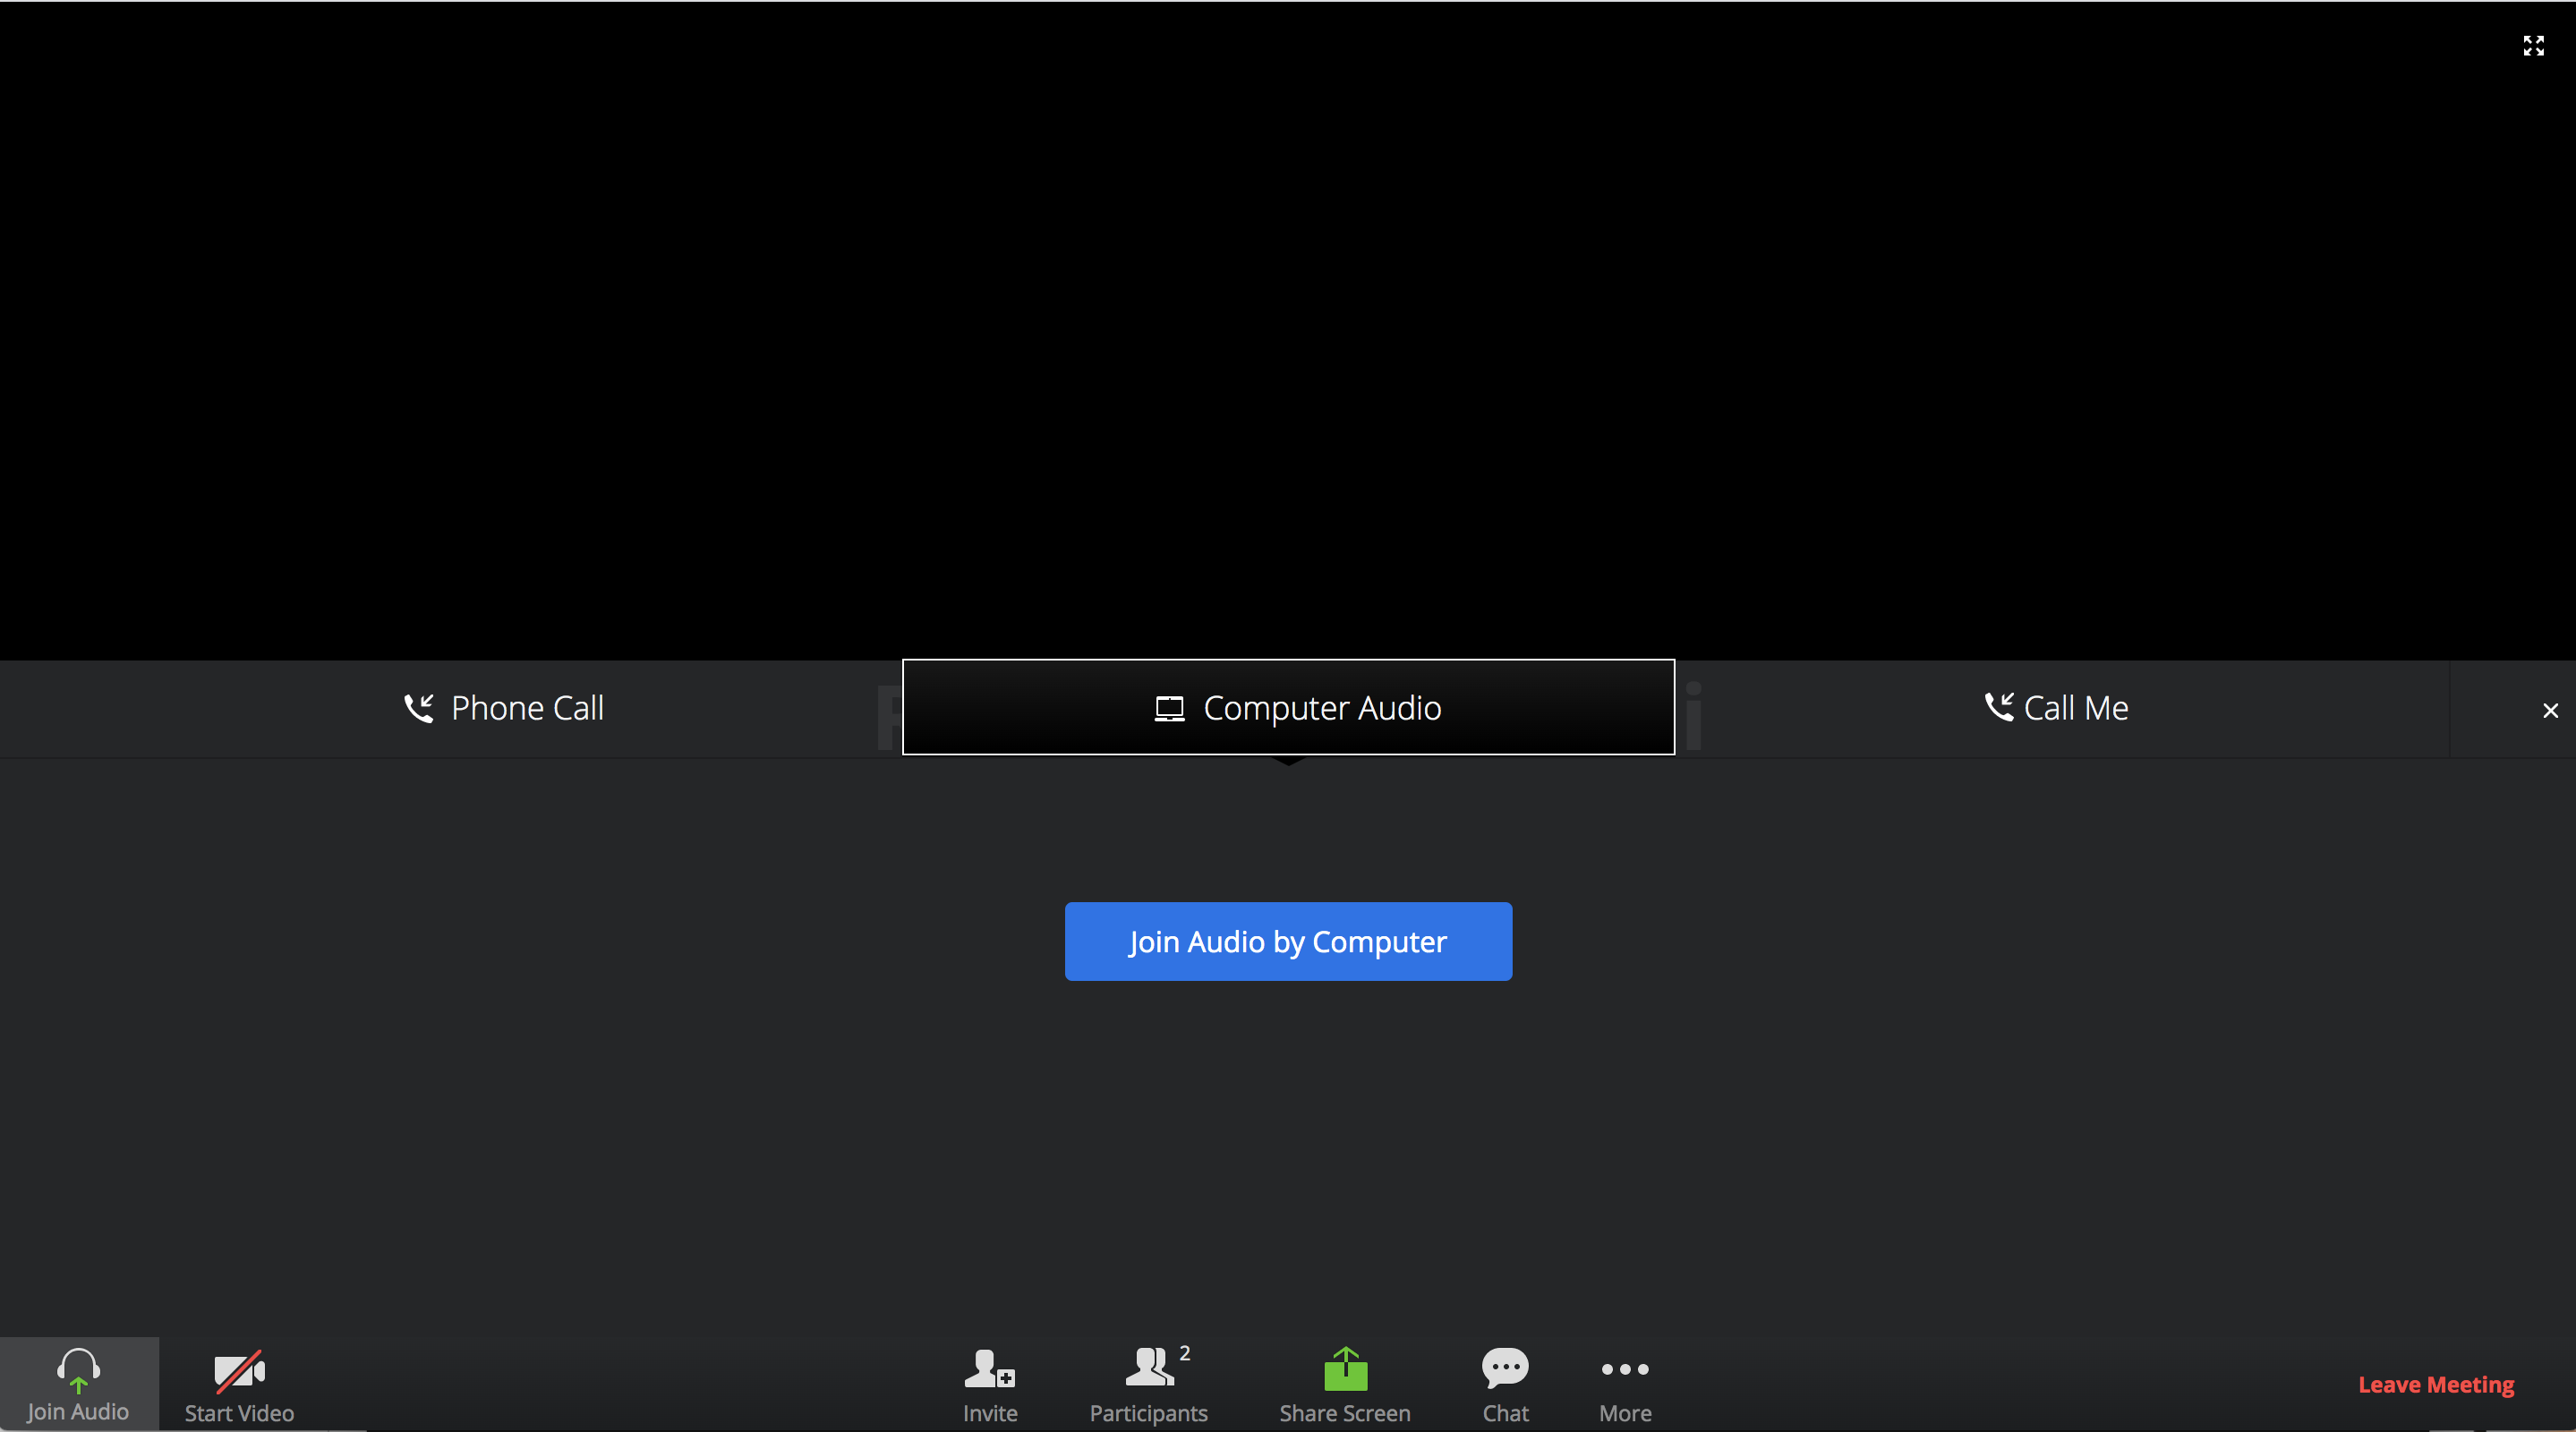 Phone Call
Computer Audio
Call Me
Join Audio by Computer
2
Join Audio
Start Video
Invite
Participants
Share Screen
Chat
More
Leave Meeting